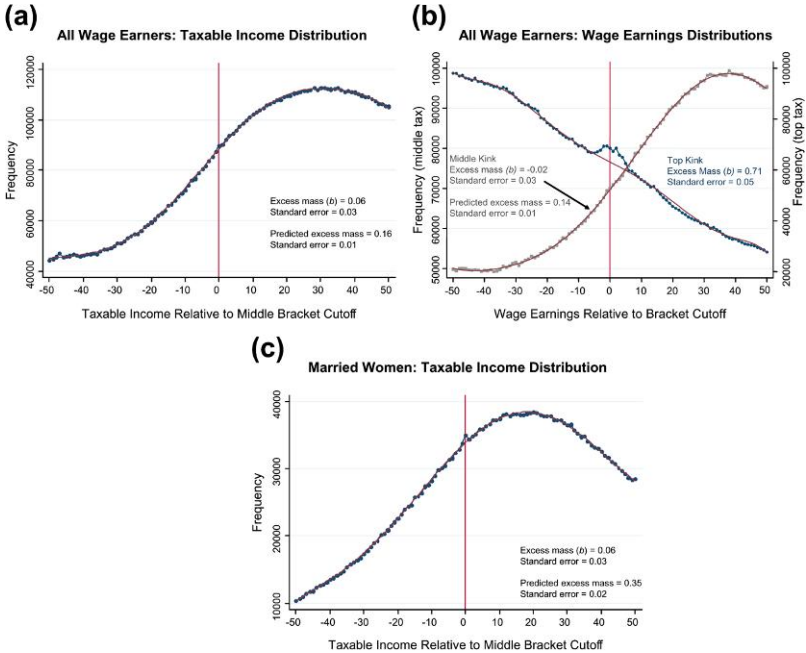 (a)
All Wage Earners: Taxable Income Distribution
Frequency
120000
100000
80000
60000
40000
Excess mass (b) = 0.06
Standard error = 0.03
Predicted excess mass = 0.16
Standard error = 0.01
-50 -40 -30 -20 -10 0 10 20 30 40 50
Taxable Income Relative to Middle Bracket Cutoff
(b)
All Wage Earners: Wage Earnings Distributions
Frequency (middle tax)
100000
90000
80000
70000
60000
50000
Frequency (top tax)
100000
80000
60000
40000
20000
Middle Kink
Excess mass (b) = -0.02
Standard error = 0.03
Predicted excess mass = 0.14
Standard error = 0.01
Top Kink
Excess Mass (b) = 0.71
Standard error = 0.05
-50 -40 -30 -20 -10 0 10 20 30 40 50
Wage Earnings Relative to Bracket Cutoff
(c)
Married Women: Taxable Income Distribution
Frequency
40000
30000
20000
10000
Excess mass (b) = 0.06
Standard error = 0.03
Predicted excess mass = 0.35
Standard error = 0.02
-50 -40 -30 -20 -10 0 10 20 30 40 50
Taxable Income Relative to Middle Bracket Cutoff